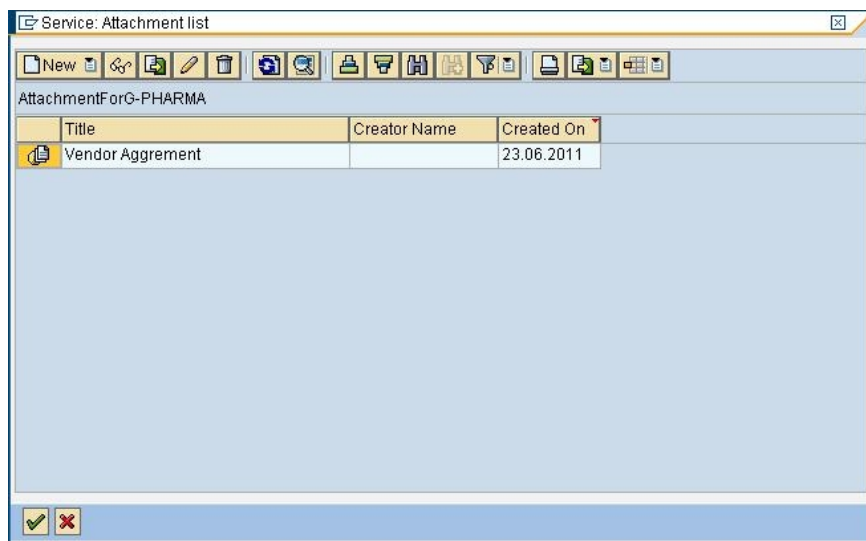 Service: Attachment list
New
AttachmentForG-PHARMA
Title Creator Name Created On
Vendor Aggrement 23.06.2011